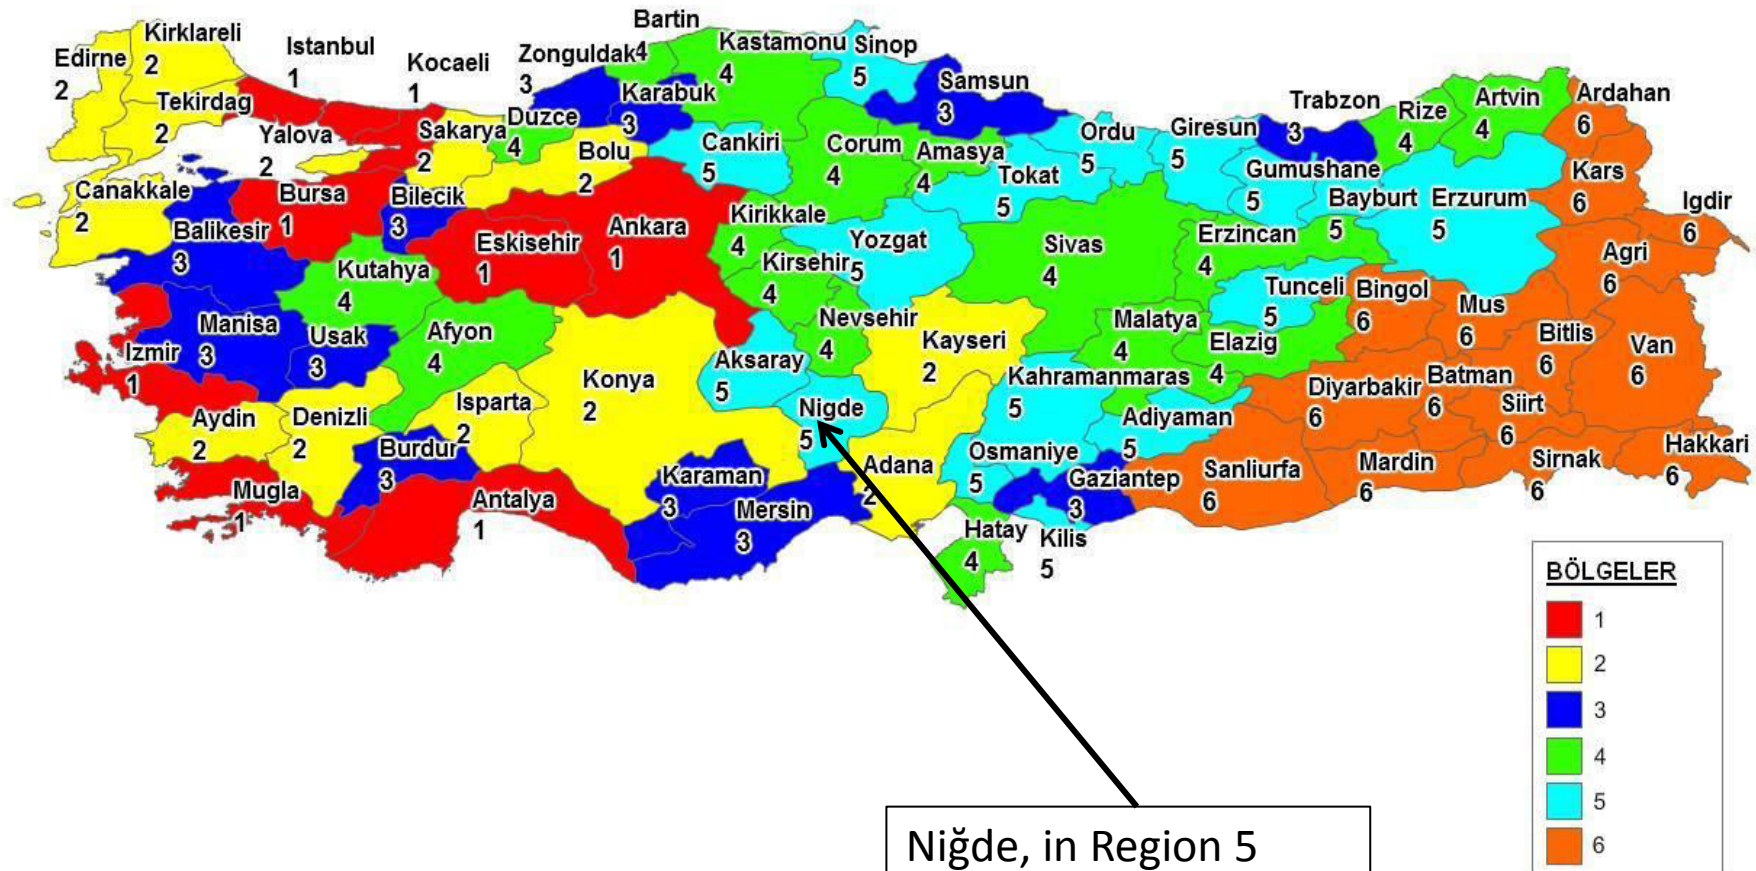 Bartin
4
Kirklareli
2
Edirne
2
Istanbul
1
Kocaeli
1
Zonguldak
3
Kastamonu
4
Sinop
5
Samsun
3
Karabuk
3
Tekirdag
2
Yalova
2
Sakarya
2
Duzce
4
Bolu
2
Cankiri
5
Corum
4
Amasya
4
Ordu
5
Giresun
5
Trabzon
3
Rize
4
Artvin
4
Ardahan
6
Kars
6
Igdir
6
Canakkale
2
Bursa
1
Bilecik
3
Balikesir
3
Eskisehir
1
Ankara
1
Kirikkale
4
Kirsehir
4
Yozgat
5
Tokat
5
Sivas
4
Gumushane
5
Bayburt
5
Erzurum
5
Erzincan
4
Agri
6
Kutahya
4
Manisa
3
Usak
3
Afyon
4
Izmir
1
Konya
2
Aksaray
5
Nevsehir
4
Kayseri
2
Malatya
4
Elazig
4
Tunceli
5
Bingol
6
Mus
6
Bitlis
6
Van
6
Aydin
2
Denizli
2
Isparta
2
Burdur
3
Nigde
5
Kahramanmaras
5
Adiyaman
5
Diyarbakir
6
Batman
6
Siirt
6
Hakkari
6
Mugla
1
Antalya
1
Karaman
3
Mersin
3
Adana
2
Osmaniye
5
Gaziantep
3
Sanliurfa
6
Mardin
6
Sirnak
6
Hatay
4
Kilis
5
BÖLGELER
1
2
3
4
5
6
Niğde, in Region 5